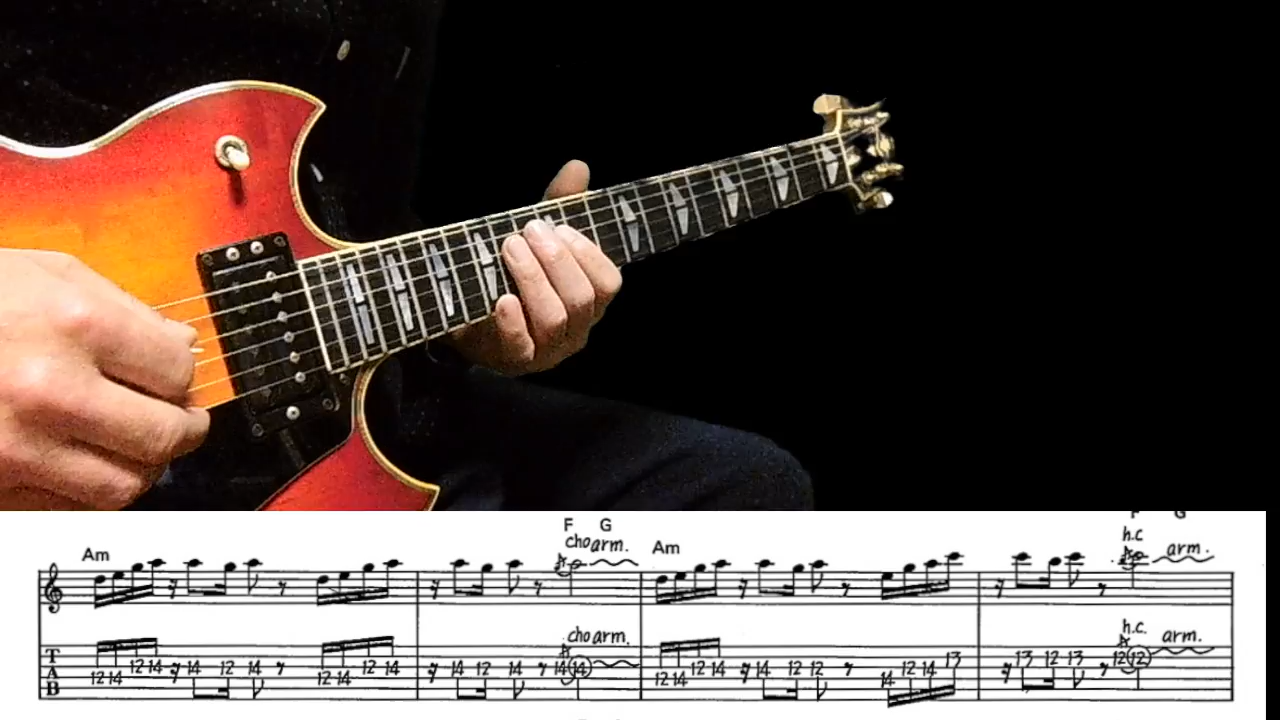 F G
F G
Am
cho arm.
Am
h.c
arm.
cho arm.
h.c.
arm.
T
A
B
12 14 12 14 14 12 14 12 14 12 14
14 12 14 14 (14)
12 14 12 14 14 12 12 14 12 14 13
13 12 13 12 (12)